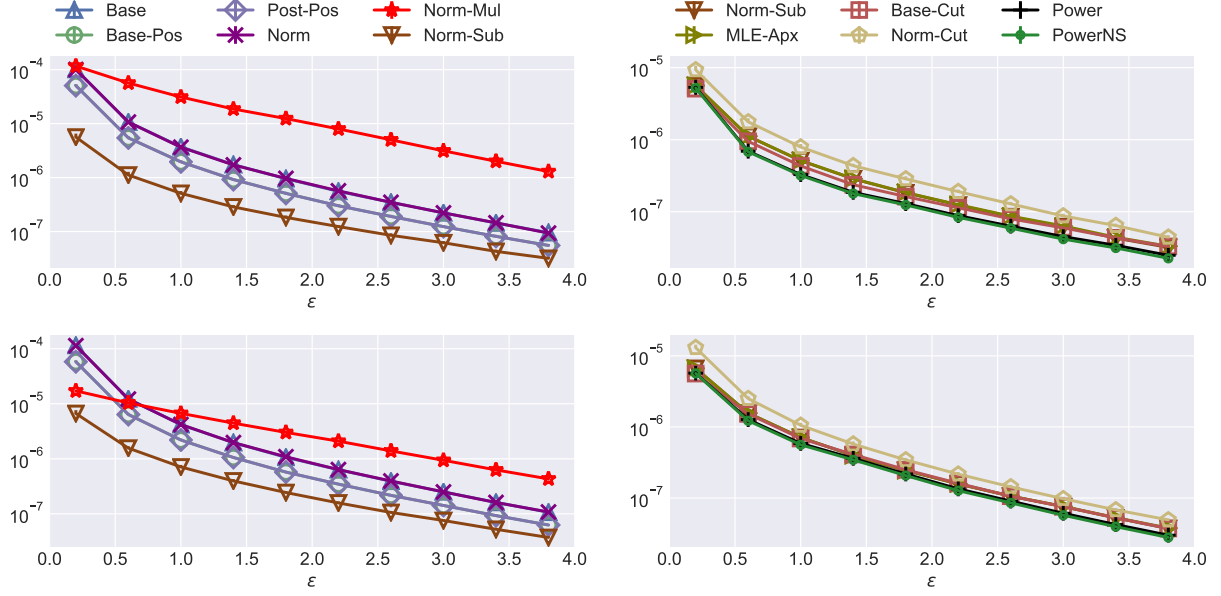 Base Post-Pos Norm-Mul
Base-Pos Norm Norm-Sub
Norm-Sub Base-Cut Power
MLE-Apx Norm-Cut PowerNS
10⁻⁴
10⁻⁵
10⁻⁶
10⁻⁷
0.0 0.5 1.0 1.5 2.0 2.5 3.0 3.5 4.0
ε
10⁻⁵
10⁻⁶
10⁻⁷
0.0 0.5 1.0 1.5 2.0 2.5 3.0 3.5 4.0
ε
10⁻⁴
10⁻⁵
10⁻⁶
10⁻⁷
0.0 0.5 1.0 1.5 2.0 2.5 3.0 3.5 4.0
ε
10⁻⁵
10⁻⁶
10⁻⁷
0.0 0.5 1.0 1.5 2.0 2.5 3.0 3.5 4.0
ε